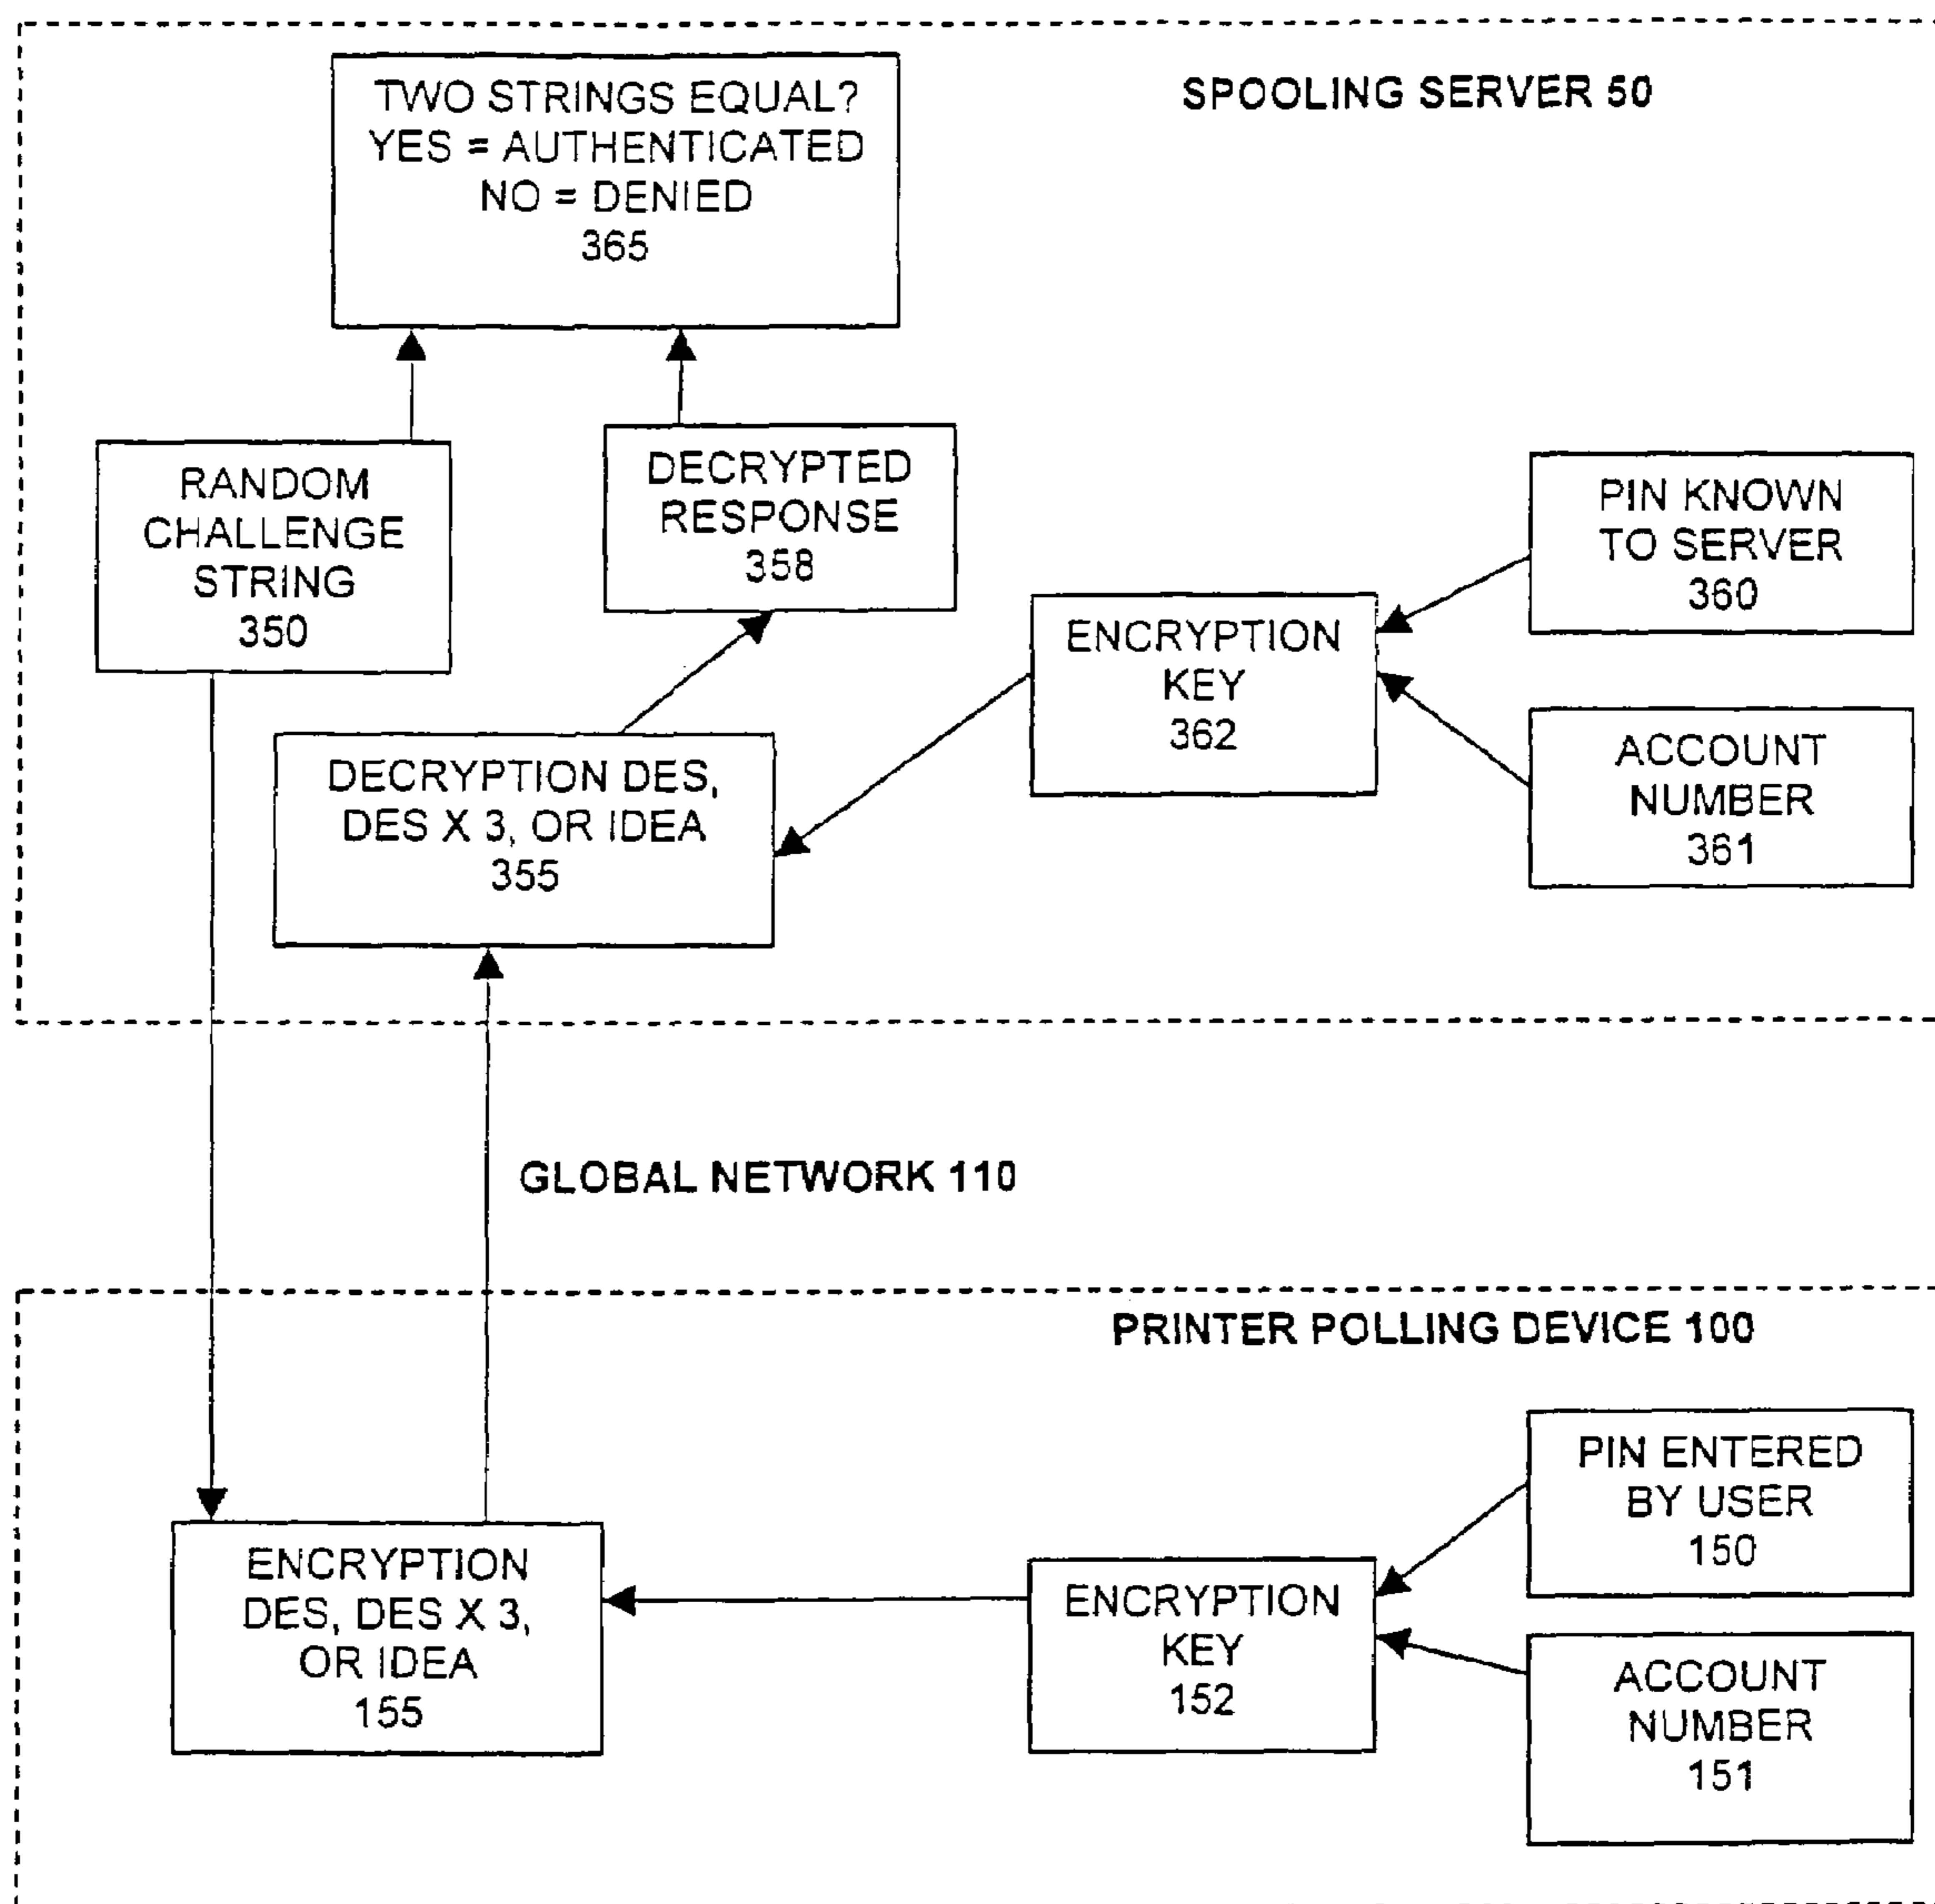 SPOOLING SERVER 50
TWO STRINGS EQUAL?
YES = AUTHENTICATED
NO = DENIED
365
RANDOM
CHALLENGE
STRING
350
DECRYPTED
RESPONSE
358
PIN KNOWN
TO SERVER
360
ENCRYPTION
KEY
362
ACCOUNT
NUMBER
361
DECRYPTION DES,
DES X 3, OR IDEA
355
GLOBAL NETWORK 110
PRINTER POLLING DEVICE 100
PIN ENTERED
BY USER
150
ENCRYPTION
DES, DES X 3,
OR IDEA
155
ENCRYPTION
KEY
152
ACCOUNT
NUMBER
151